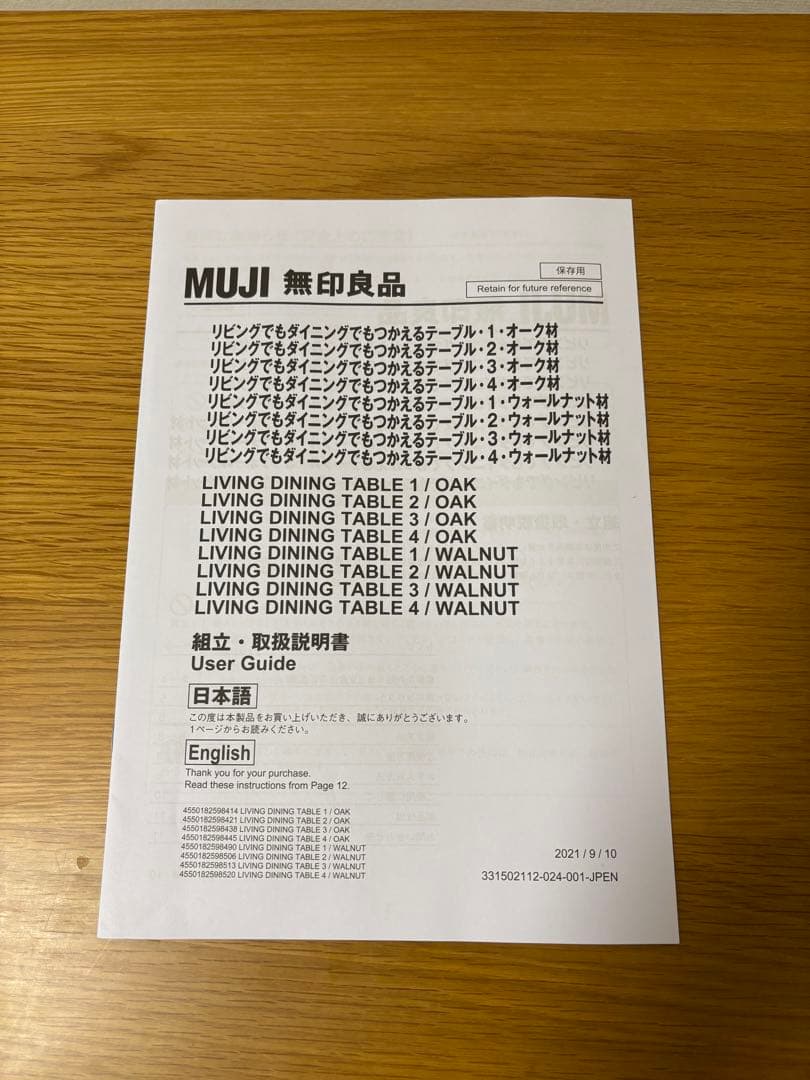 MUJI 無印良品
保存用
Retain for future reference
リビングでもダイニングでもつかえるテーブル・1・オーク材
リビングでもダイニングでもつかえるテーブル・2・オーク材
リビングでもダイニングでもつかえるテーブル・3・オーク材
リビングでもダイニングでもつかえるテーブル・4・オーク材
リビングでもダイニングでもつかえるテーブル・1・ウォールナット材
リビングでもダイニングでもつかえるテーブル・2・ウォールナット材
リビングでもダイニングでもつかえるテーブル・3・ウォールナット材
リビングでもダイニングでもつかえるテーブル・4・ウォールナット材
LIVING DINING TABLE 1 / OAK
LIVING DINING TABLE 2 / OAK
LIVING DINING TABLE 3 / OAK
LIVING DINING TABLE 4 / OAK
LIVING DINING TABLE 1 / WALNUT
LIVING DINING TABLE 2 / WALNUT
LIVING DINING TABLE 3 / WALNUT
LIVING DINING TABLE 4 / WALNUT
組立・取扱説明書
User Guide
日本語
この度は本製品をお買い上げいただき、誠にありがとうございます。
1ページからお読みください。
English
Thank you for your purchase.
Read these instructions from Page 12.
4550182598414 LIVING DINING TABLE 1 / OAK
4550182598421 LIVING DINING TABLE 2 / OAK
4550182598438 LIVING DINING TABLE 3 / OAK
4550182598445 LIVING DINING TABLE 4 / OAK
4550182598490 LIVING DINING TABLE 1 / WALNUT
4550182598506 LIVING DINING TABLE 2 / WALNUT
4550182598513 LIVING DINING TABLE 3 / WALNUT
4550182598520 LIVING DINING TABLE 4 / WALNUT
2021 / 9 / 10
331502112-024-001-JPEN